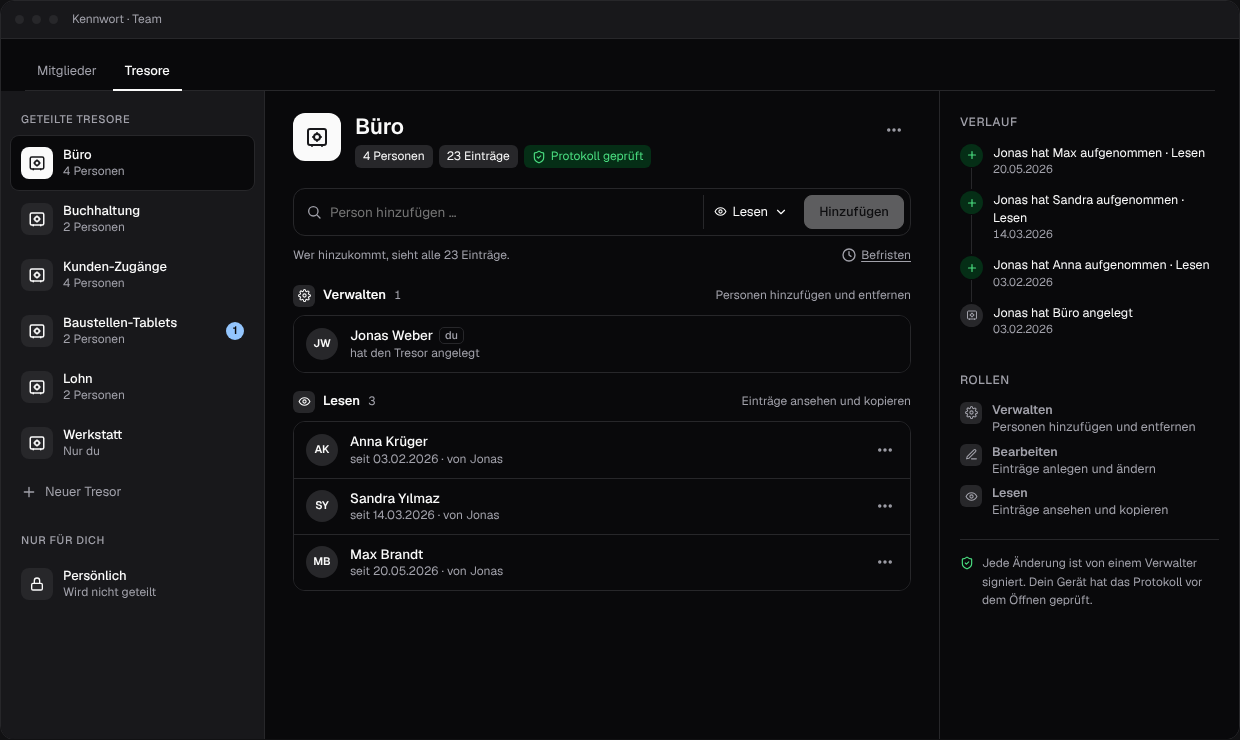 Kennwort · Team
Mitglieder
Tresore
GETEILTE TRESORE
Büro
4 Personen
Buchhaltung
2 Personen
Kunden-Zugänge
4 Personen
Baustellen-Tablets
2 Personen
1
Lohn
2 Personen
Werkstatt
Nur du
Neuer Tresor
NUR FÜR DICH
Persönlich
Wird nicht geteilt
Büro
4 Personen
23 Einträge
Protokoll geprüft
Person hinzufügen …
Lesen
Hinzufügen
Wer hinzukommt, sieht alle 23 Einträge.
Befristen
Verwalten 1
Personen hinzufügen und entfernen
JW
Jonas Weber du
hat den Tresor angelegt
Lesen 3
Einträge ansehen und kopieren
AK
Anna Krüger
seit 03.02.2026 · von Jonas
SY
Sandra Yılmaz
seit 14.03.2026 · von Jonas
MB
Max Brandt
seit 20.05.2026 · von Jonas
VERLAUF
Jonas hat Max aufgenommen · Lesen
20.05.2026
Jonas hat Sandra aufgenommen ·
Lesen
14.03.2026
Jonas hat Anna aufgenommen · Lesen
03.02.2026
Jonas hat Büro angelegt
03.02.2026
ROLLEN
Verwalten
Personen hinzufügen und entfernen
Bearbeiten
Einträge anlegen und ändern
Lesen
Einträge ansehen und kopieren
Jede Änderung ist von einem Verwalter
signiert. Dein Gerät hat das Protokoll vor
dem Öffnen geprüft.